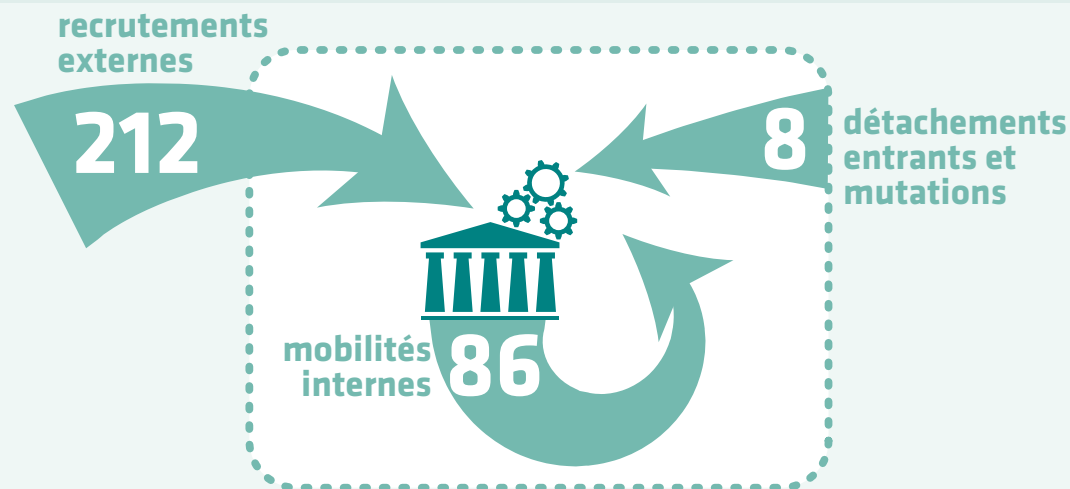 recrutements
externes
212
8
détachements
entrants et
mutations
mobilités
internes
86